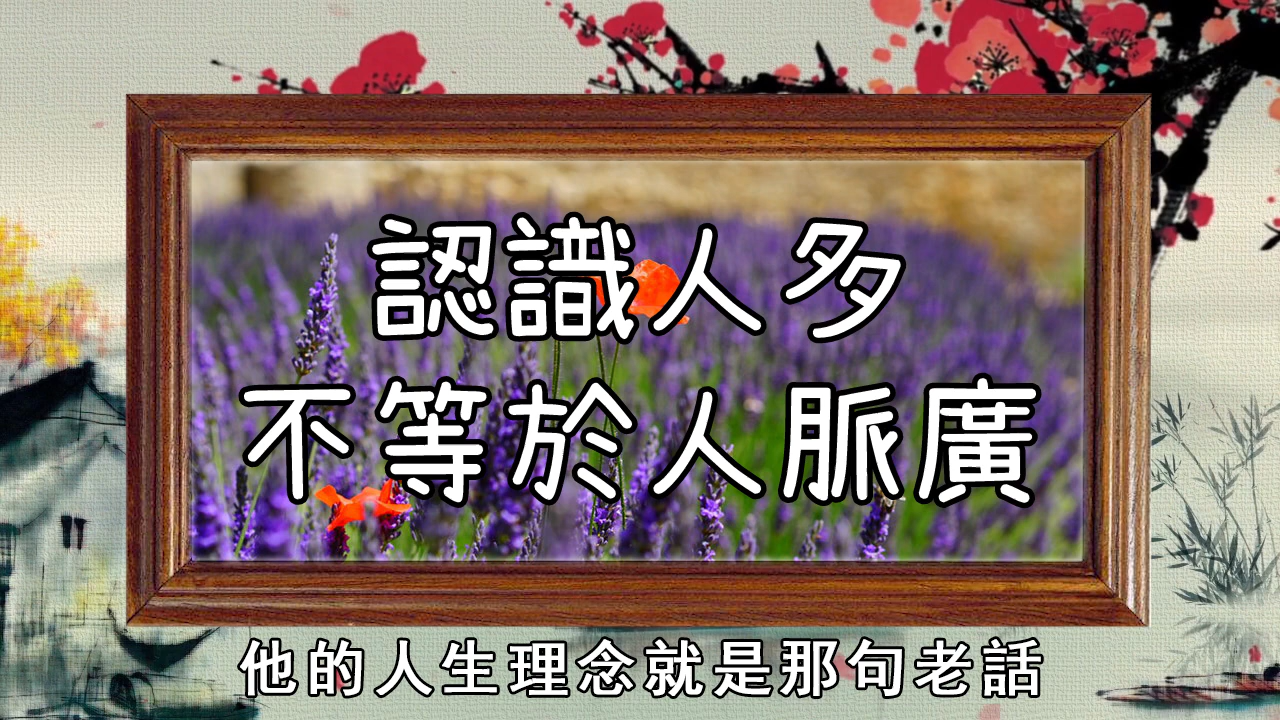 認識人多
不等於人脈廣
他的人生理念就是那句老話